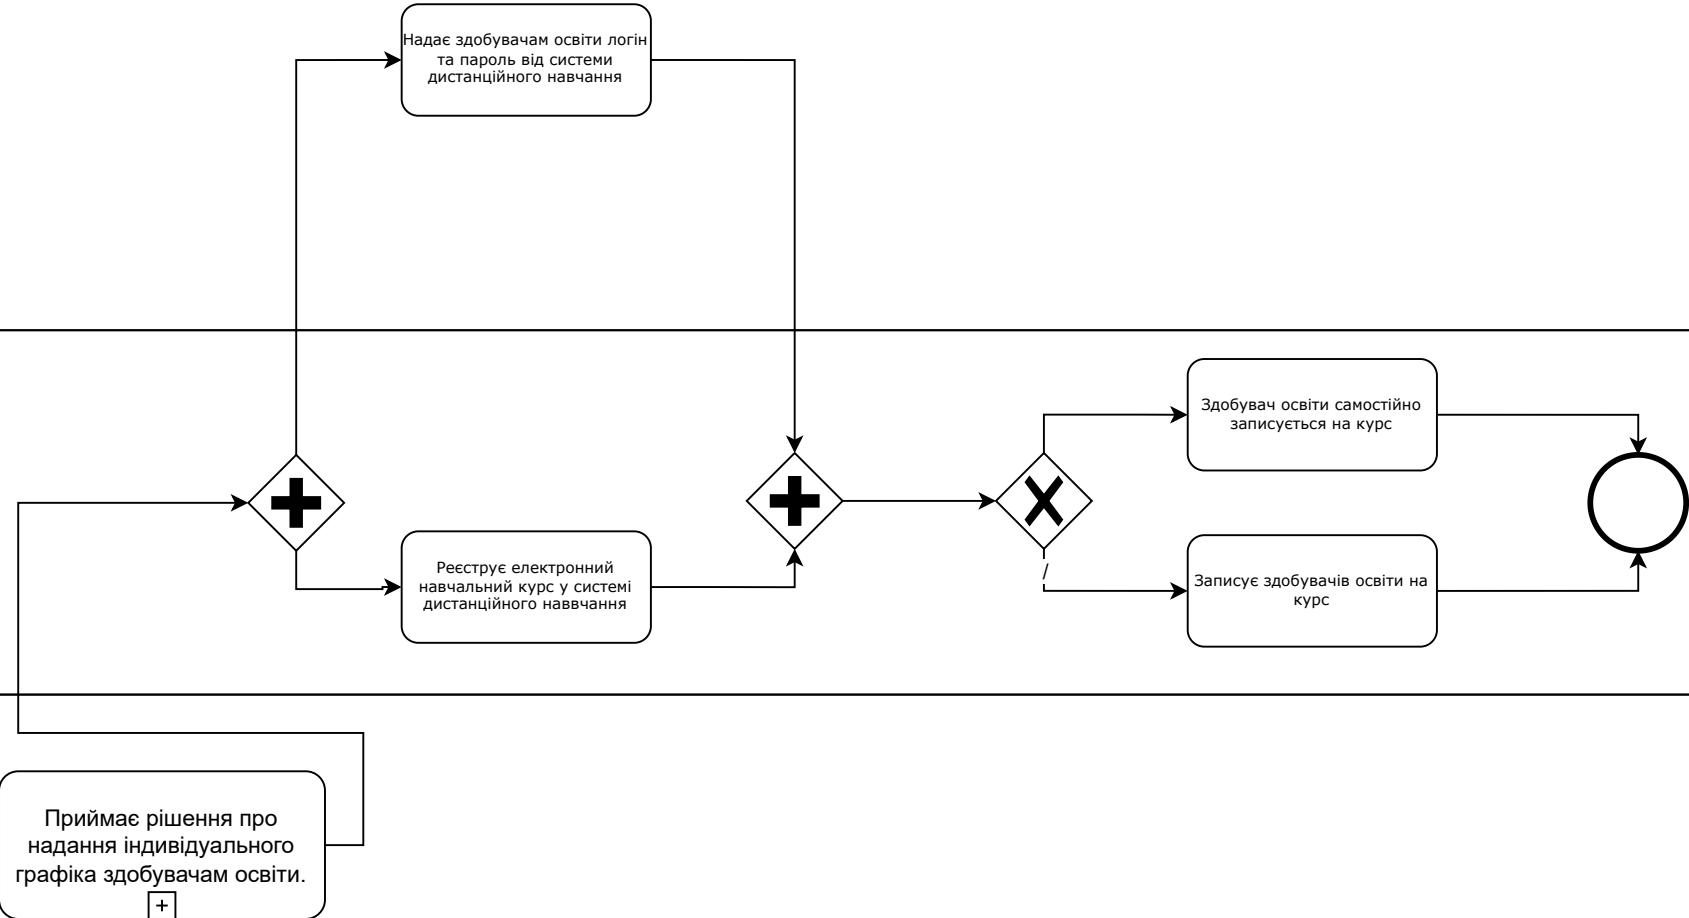 Надає здобувачам освіти логін
та пароль від системи
дистанційного навчання
Здобувач освіти самостійно
записується на курс
Реєструє електронний
навчальний курс у системі
дистанційного наввчання
Записує здобувачів освіти на
курс
Приймає рішення про
надання індивідуального
графіка здобувачам освіти.